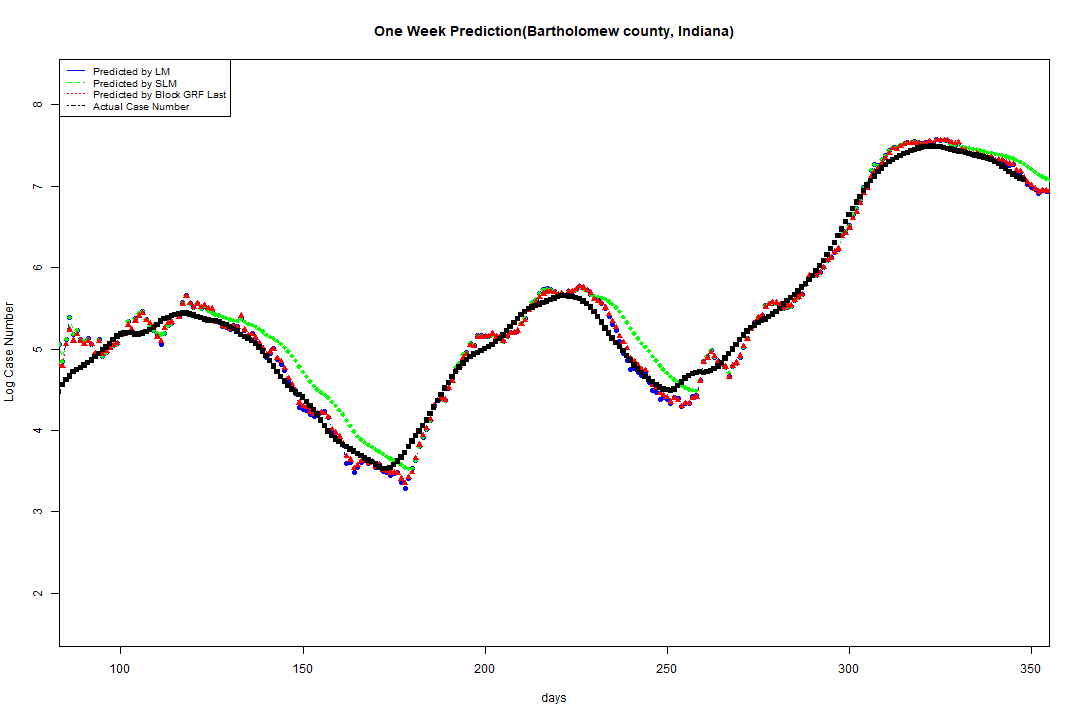 One Week Prediction(Bartholomew county, Indiana)
Predicted by LM
Predicted by SLM
Predicted by Block GRF Last
Actual Case Number
8
7
6
5
4
3
2
Log Case Number
100 150 200 250 300 350
days